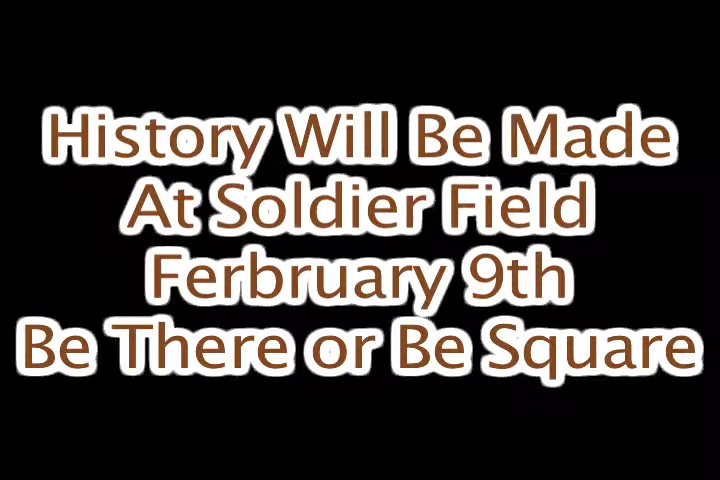 History Will Be Made
At Soldier Field
Ferbruary 9th
Be There or Be Square